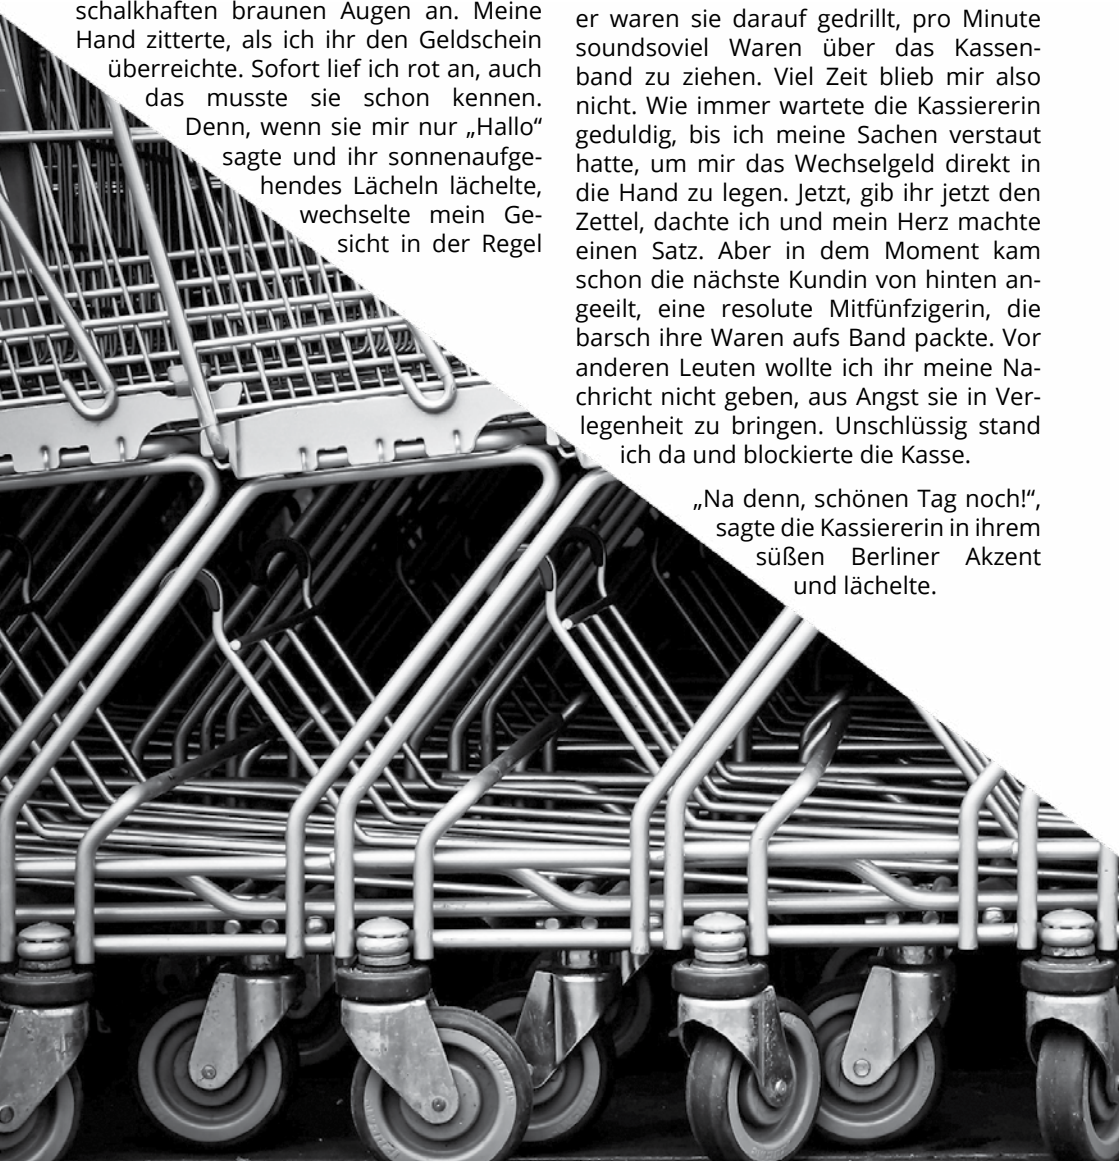 schalkhaften braunen Augen an. Meine
Hand zitterte, als ich ihr den Geldschein
überreichte. Sofort lief ich rot an, auch
das musste sie schon kennen.
Denn, wenn sie mir nur „Hallo“
sagte und ihr sonnenaufge-
hendes Lächeln lächelte,
wechselte mein Ge-
sicht in der Regel
er waren sie darauf gedrillt, pro Minute
soundsoviel Waren über das Kassen-
band zu ziehen. Viel Zeit blieb mir also
nicht. Wie immer wartete die Kassiererin
geduldig, bis ich meine Sachen verstaut
hatte, um mir das Wechselgeld direkt in
die Hand zu legen. Jetzt, gib ihr jetzt den
Zettel, dachte ich und mein Herz machte
einen Satz. Aber in dem Moment kam
schon die nächste Kundin von hinten an-
geeilt, eine resolute Mitfünfzigerin, die
barsch ihre Waren aufs Band packte. Vor
anderen Leuten wollte ich ihr meine Na-
chricht nicht geben, aus Angst sie in Ver-
legenheit zu bringen. Unschlüssig stand
ich da und blockierte die Kasse.
„Na denn, schönen Tag noch!“,
sagte die Kassiererin in ihrem
süßen Berliner Akzent
und lächelte.